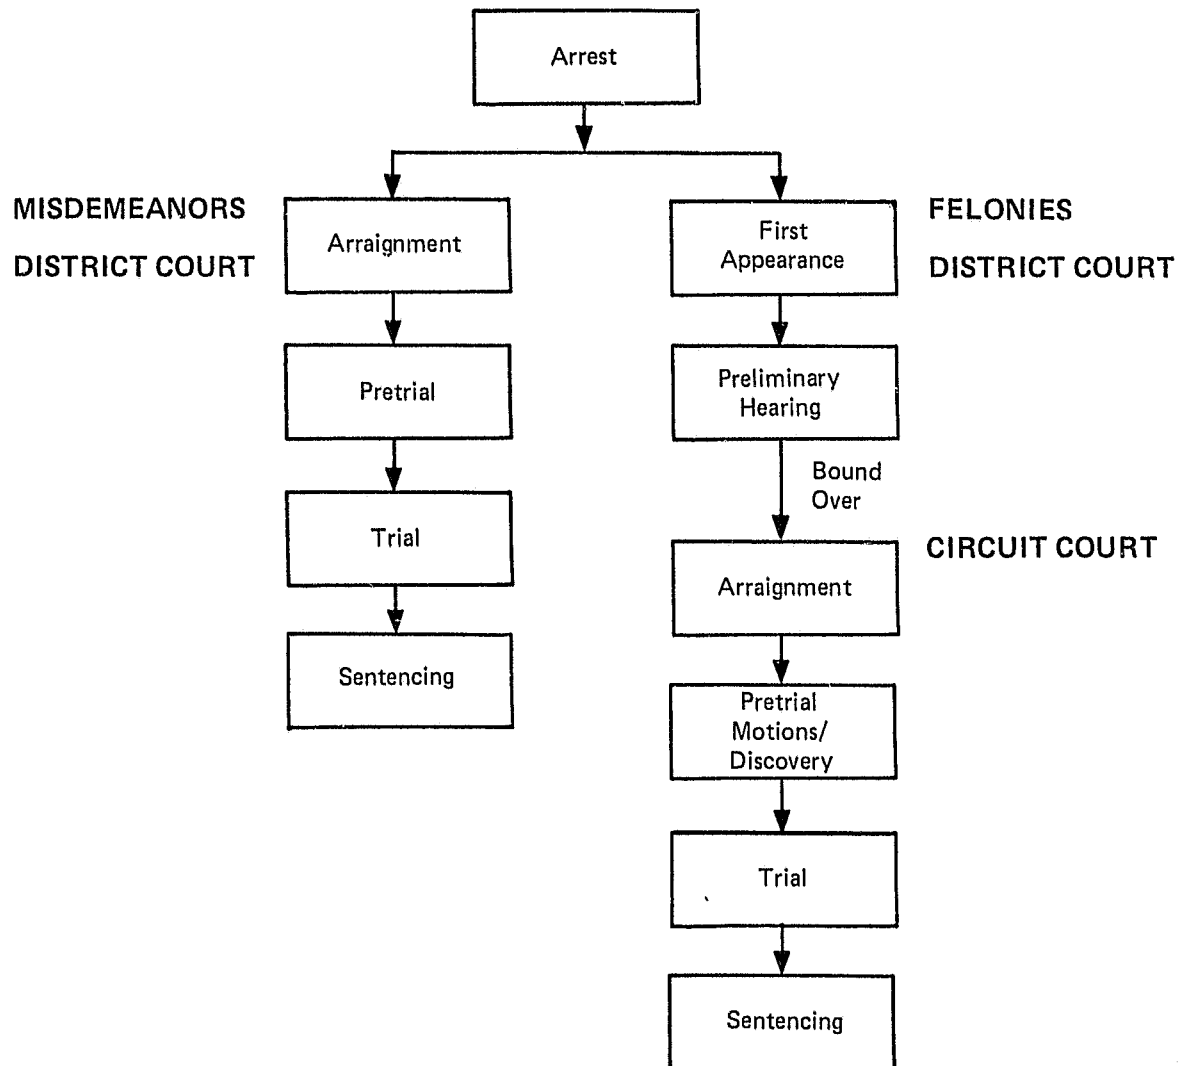 Arrest
MISDEMEANORS
DISTRICT COURT
Arraignment
Pretrial
Trial
Sentencing
FELONIES
DISTRICT COURT
First
Appearance
Preliminary
Hearing
Bound
Over
CIRCUIT COURT
Arraignment
Pretrial
Motions/
Discovery
Trial
Sentencing